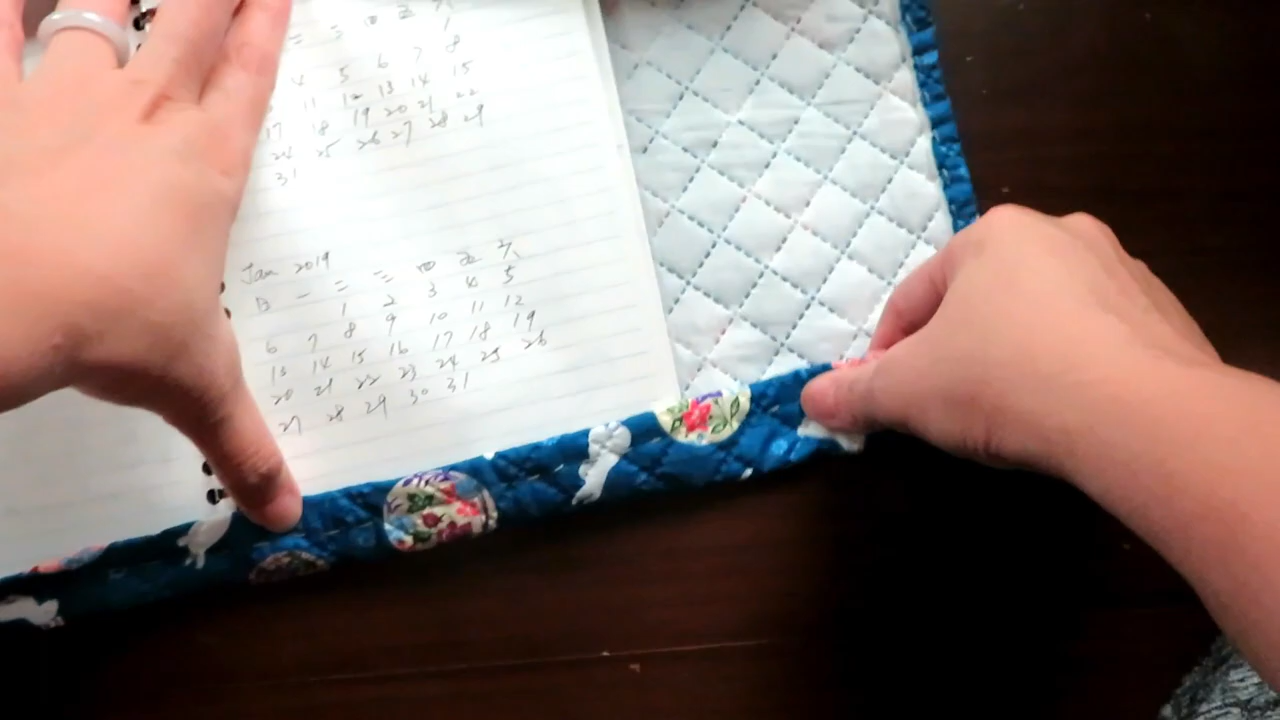 二 三 四 五 六
1
4 5 6 7 8
11 12 13 14 15
17 18 19 20 21 22
24 25 26 27 28 29
31
Jan 2019
日 一 二 三 四 五 六
1 2 3 4 5
6 7 8 9 10 11 12
13 14 15 16 17 18 19
20 21 22 23 24 25 26
27 28 29 30 31